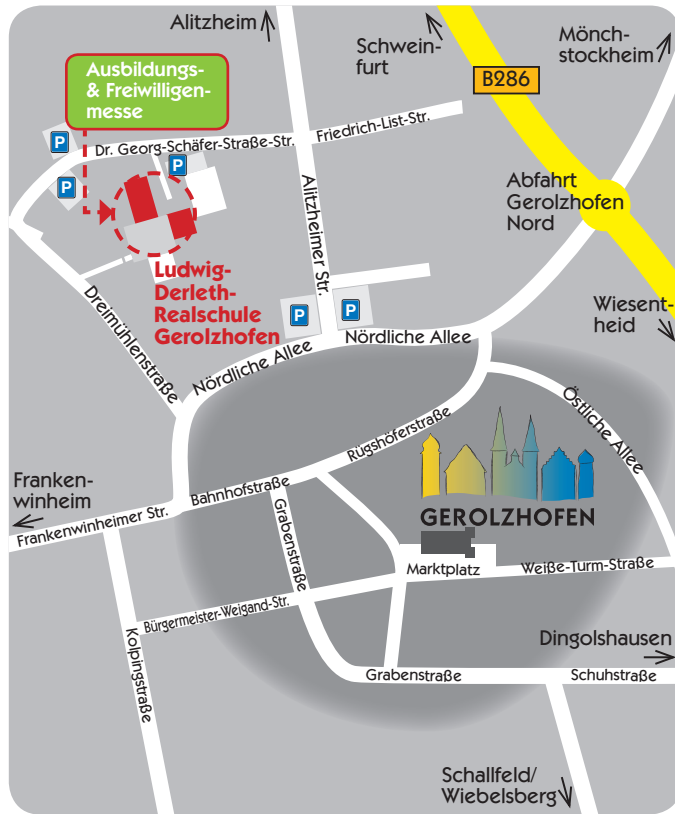 Alitzheim
Schwein-
furt
Mönch-
stockheim
B286
Ausbildungs-
& Freiwilligen-
messe
P
P
P
Dr. Georg-Schäfer-Straße-Str.
Friedrich-List-Str.
Alitzheimer Str.
Abfahrt
Gerolzhofen
Nord
Ludwig-
Derleth-
Realschule
Gerolzhofen
P
P
Dreimühlenstraße
Nördliche Allee
Nördliche Allee
Wiesent-
heid
Östliche Allee
Rügshöferstraße
Franken-
winheim
Bahnhofstraße
Frankenwinheimer Str.
GEROLZHOFEN
Grabenstraße
Marktplatz
Weiße-Turm-Straße
Bürgermeister-Weigand-Str.
Kolpingstraße
Dingolshausen
Grabenstraße
Schuhstraße
Schallfeld/
Wiebelsberg